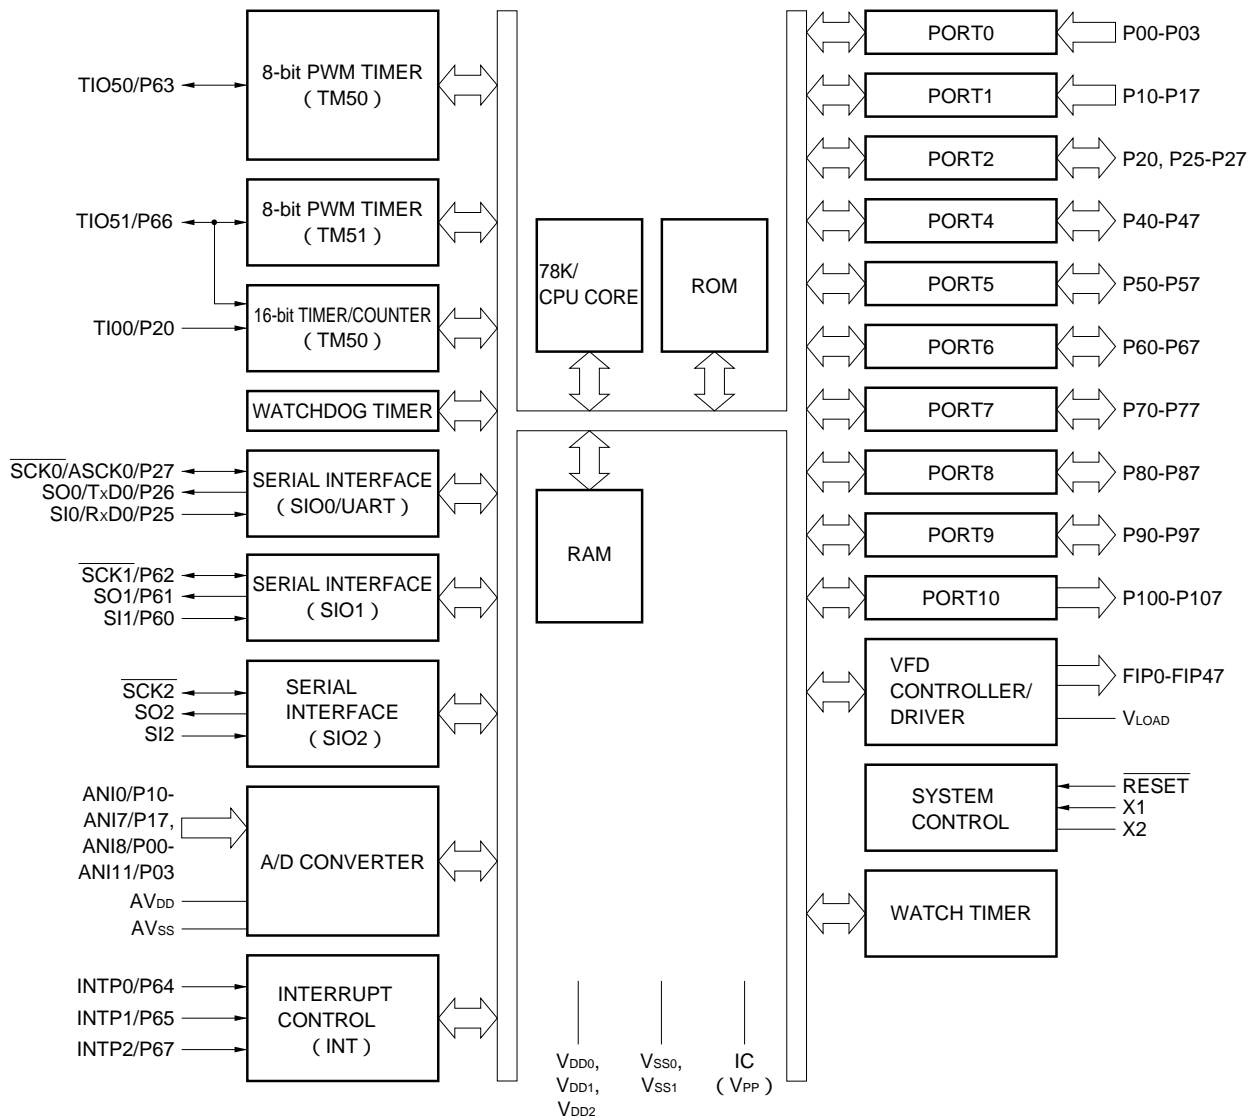 TIO50/P63
8-bit PWM TIMER
( TM50 )
TIO51/P66
8-bit PWM TIMER
( TM51 )
TI00/P20
16-bit TIMER/COUNTER
( TM50 )
WATCHDOG TIMER
SCK0/ASCK0/P27
SO0/TxD0/P26
SI0/RxD0/P25
SERIAL INTERFACE
( SIO0/UART )
SCK1/P62
SO1/P61
SI1/P60
SERIAL INTERFACE
( SIO1 )
SCK2
SO2
SI2
SERIAL
INTERFACE
( SIO2 )
ANI0/P10-
ANI7/P17,
ANI8/P00-
ANI11/P03
AVDD
AVSS
A/D CONVERTER
INTP0/P64
INTP1/P65
INTP2/P67
INTERRUPT
CONTROL
( INT )
78K/
CPU CORE
ROM
RAM
VDD0,
VDD1,
VDD2
VSS0,
VSS1
IC
( VPP )
PORT0
P00-P03
PORT1
P10-P17
PORT2
P20, P25-P27
PORT4
P40-P47
PORT5
P50-P57
PORT6
P60-P67
PORT7
P70-P77
PORT8
P80-P87
PORT9
P90-P97
PORT10
P100-P107
VFD
CONTROLLER/
DRIVER
FIP0-FIP47
VLOAD
SYSTEM
CONTROL
RESET
X1
X2
WATCH TIMER